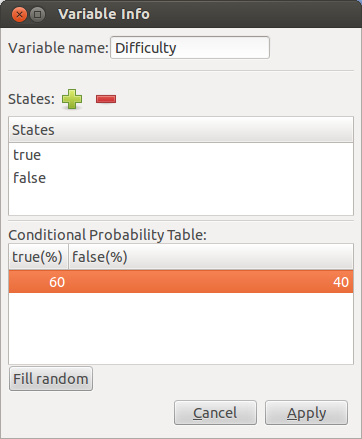 Variable Info
Variable name: Difficulty
States:
States
true
false
Conditional Probability Table:
true(%) false(%)
60 40
Fill random
Cancel Apply